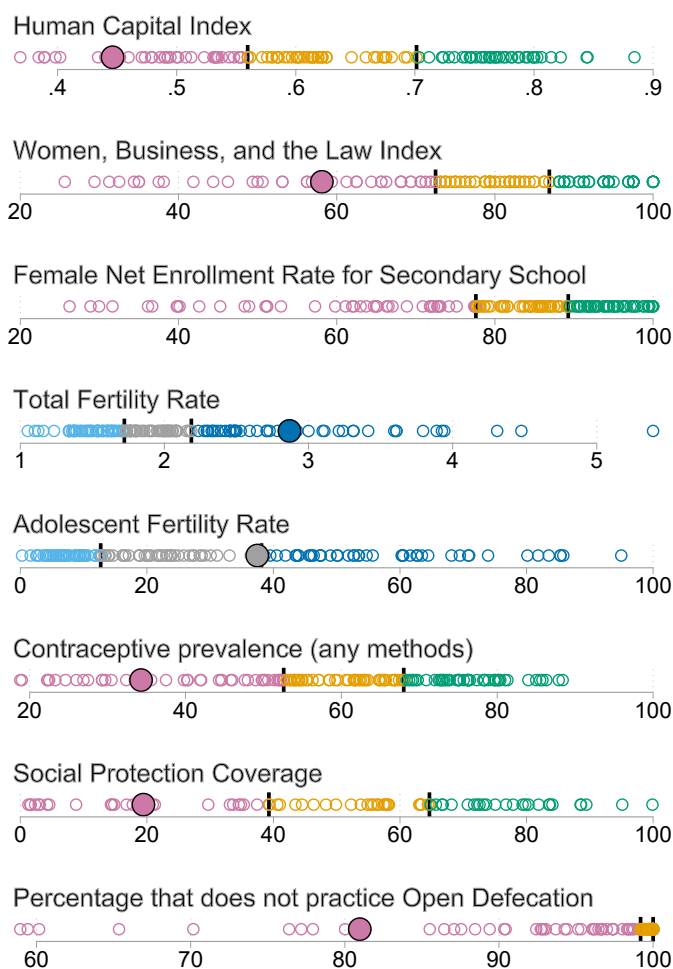 Human Capital Index
.4 .5 .6 .7 .8 .9
Women, Business, and the Law Index
20 40 60 80 100
Female Net Enrollment Rate for Secondary School
20 40 60 80 100
Total Fertility Rate
1 2 3 4 5
Adolescent Fertility Rate
0 20 40 60 80 100
Contraceptive prevalence (any methods)
20 40 60 80 100
Social Protection Coverage
0 20 40 60 80 100
Percentage that does not practice Open Defecation
60 70 80 90 100